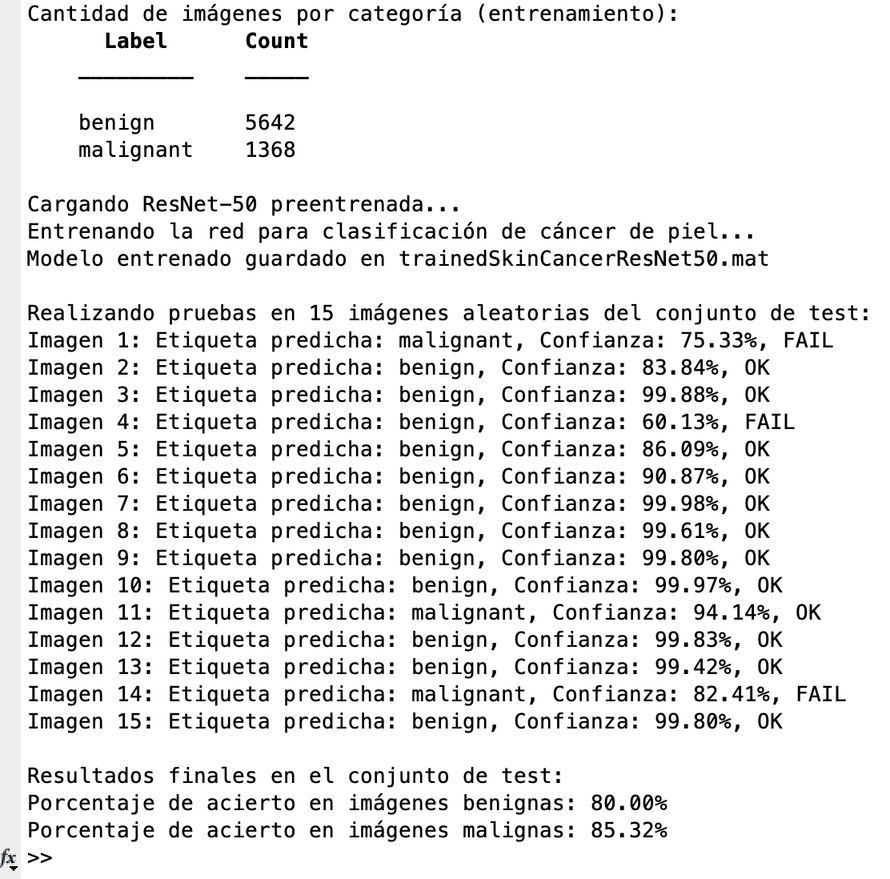 Cantidad de imágenes por categoría (entrenamiento):
Label Count
benign 5642
malignant 1368
Cargando ResNet-50 preentrenada...
Entrenando la red para clasificación de cáncer de piel...
Modelo entrenado guardado en trainedSkinCancerResNet50.mat
Realizando pruebas en 15 imágenes aleatorias del conjunto de test:
Imagen 1: Etiqueta predicha: malignant, Confianza: 75.33%, FAIL
Imagen 2: Etiqueta predicha: benign, Confianza: 83.84%, OK
Imagen 3: Etiqueta predicha: benign, Confianza: 99.88%, OK
Imagen 4: Etiqueta predicha: benign, Confianza: 60.13%, FAIL
Imagen 5: Etiqueta predicha: benign, Confianza: 86.09%, OK
Imagen 6: Etiqueta predicha: benign, Confianza: 90.87%, OK
Imagen 7: Etiqueta predicha: benign, Confianza: 99.98%, OK
Imagen 8: Etiqueta predicha: benign, Confianza: 99.61%, OK
Imagen 9: Etiqueta predicha: benign, Confianza: 99.80%, OK
Imagen 10: Etiqueta predicha: benign, Confianza: 99.97%, OK
Imagen 11: Etiqueta predicha: malignant, Confianza: 94.14%, OK
Imagen 12: Etiqueta predicha: benign, Confianza: 99.83%, OK
Imagen 13: Etiqueta predicha: benign, Confianza: 99.42%, OK
Imagen 14: Etiqueta predicha: malignant, Confianza: 82.41%, FAIL
Imagen 15: Etiqueta predicha: benign, Confianza: 99.80%, OK
Resultados finales en el conjunto de test:
Porcentaje de acierto en imágenes benignas: 80.00%
Porcentaje de acierto en imágenes malignas: 85.32%
fx >>